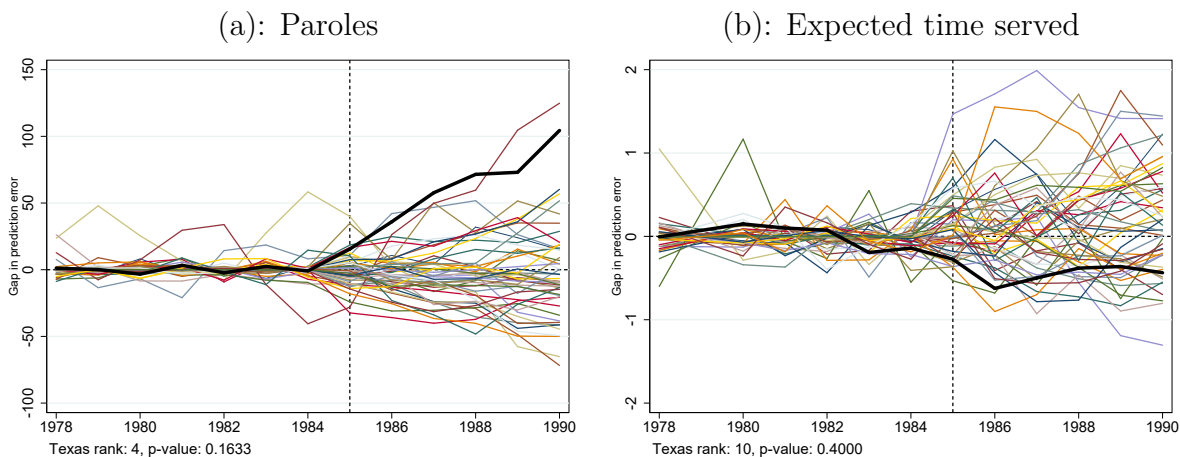 (a): Paroles
(b): Expected time served
Gap in prediction error
150
100
50
0
-50
-100
1978 1980 1982 1984 1986 1988 1990
Texas rank: 4, p-value: 0.1633
Gap in prediction error
2
1
0
-1
-2
1978 1980 1982 1984 1986 1988 1990
Texas rank: 10, p-value: 0.4000